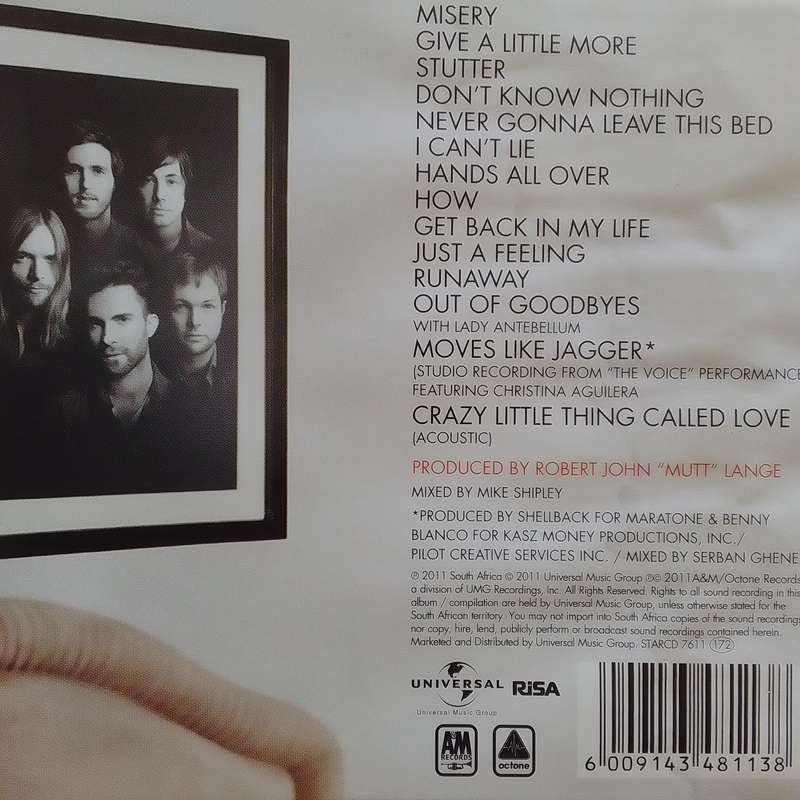 MISERY
GIVE A LITTLE MORE
STUTTER
DON'T KNOW NOTHING
NEVER GONNA LEAVE THIS BED
I CAN'T LIE
HANDS ALL OVER
HOW
GET BACK IN MY LIFE
JUST A FEELING
RUNAWAY
OUT OF GOODBYES
WITH LADY ANTEBELLUM
MOVES LIKE JAGGER*
(STUDIO RECORDING FROM "THE VOICE" PERFORMANCE
FEATURING CHRISTINA AGUILERA
CRAZY LITTLE THING CALLED LOVE
(ACOUSTIC)
PRODUCED BY ROBERT JOHN "MUTT" LANGE
MIXED BY MIKE SHIPLEY
*PRODUCED BY SHELLBACK FOR MARATONE & BENNY
BLANCO FOR KASZ MONEY PRODUCTIONS, INC./
PILOT CREATIVE SERVICES INC. / MIXED BY SERBAN GHENE
℗ 2011 South Africa © 2011 Universal Music Group ℗© 2011 A&M/Octone Records
a division of UMG Recordings, Inc. All Rights Reserved. Rights to all sound recording in this
album / compilation are held by Universal Music Group, unless otherwise stated for the
South African territory. You may not import into South Africa copies of the sound recordings
nor copy, hire, lend, publicly perform or broadcast sound recordings contained herein.
Marketed and Distributed by Universal Music Group. STARCD 7611 (172)
UNIVERSAL RiSA
Universal Music Group
A&M RECORDS octone
6 009143 481138